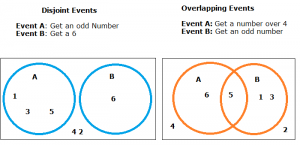 Disjoint Events
Event A: Get an odd Number
Event B: Get a 6
A
B
1
3
5
6
4 2
Overlapping Events
Event A: Get a number over 4
Event B: Get an odd number
A
B
6
5
1 3
4
2